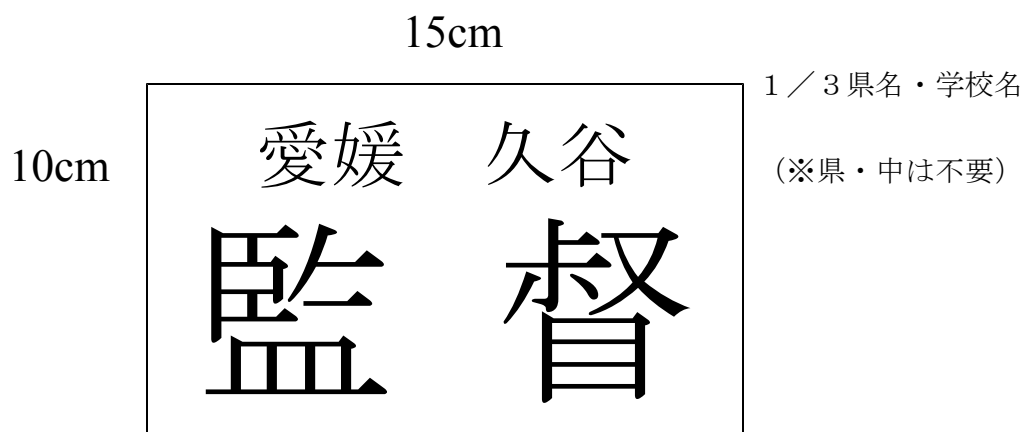 15cm
１／３県名・学校名
愛媛　久谷
10cm
（※県・中は不要）
監　督